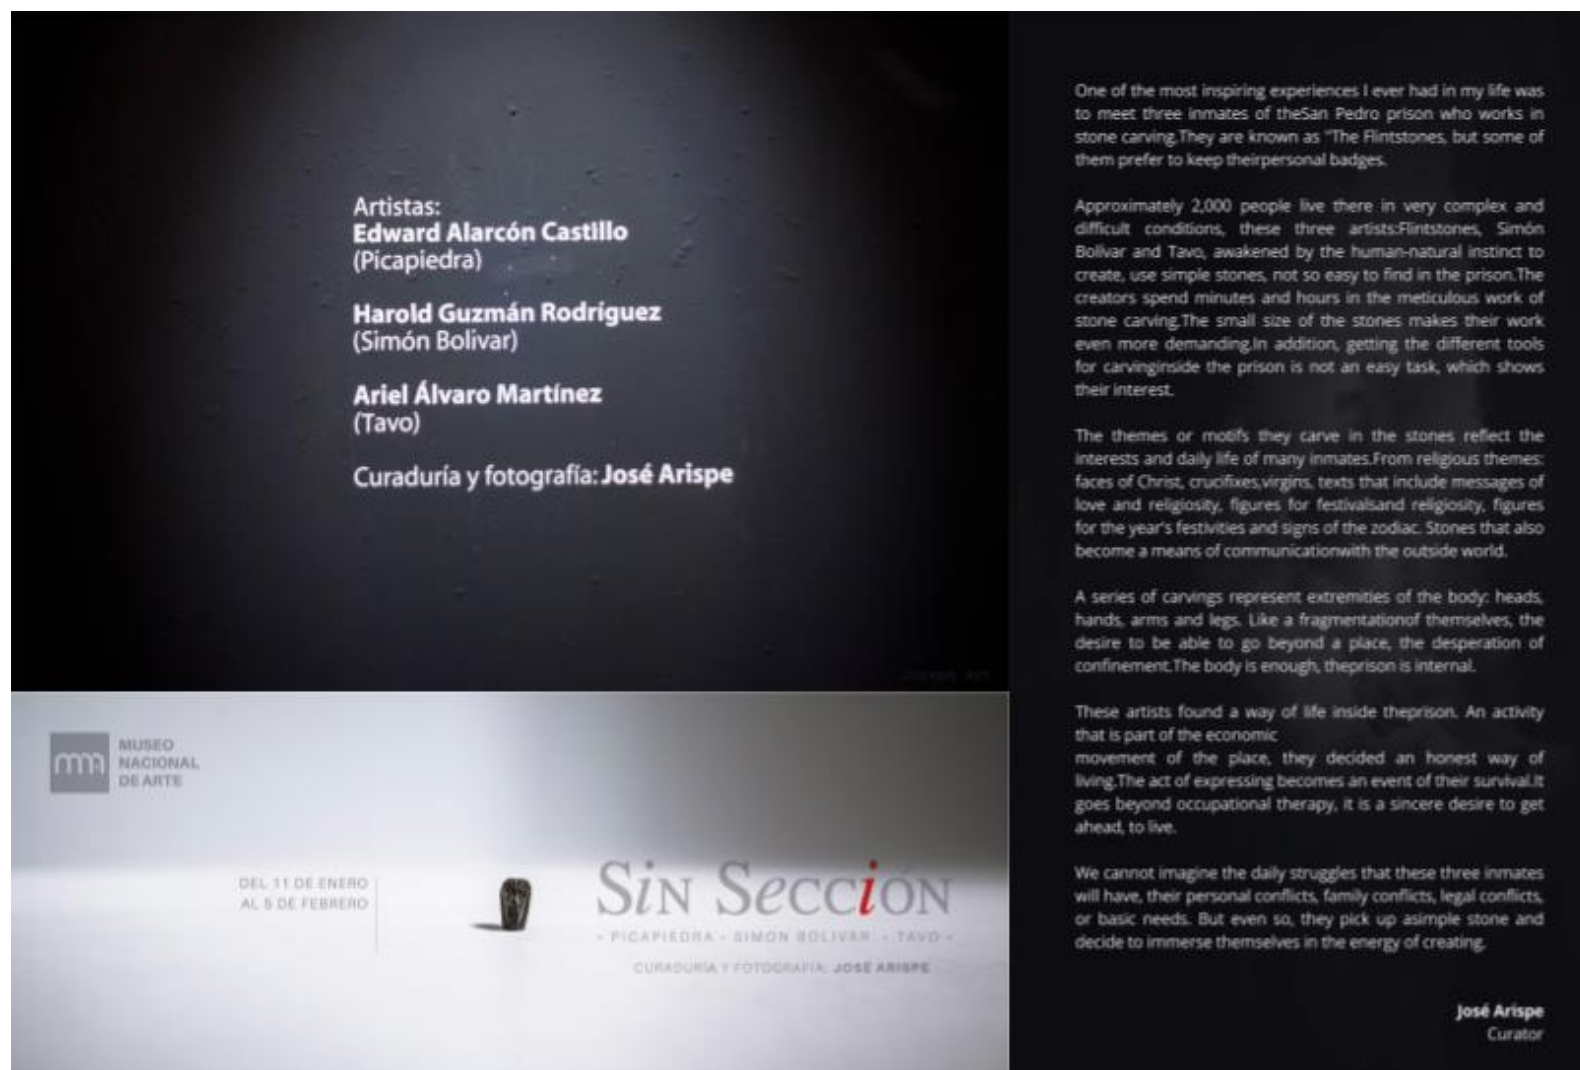 Artistas:
Edward Alarcón Castillo
(Picapiedra)
Harold Guzmán Rodríguez
(Simón Bolivar)
Ariel Álvaro Martínez
(Tavo)
Curaduría y fotografía: José Arispe
MUSEO
NACIONAL
DE ARTE
DEL 11 DE ENERO
AL 5 DE FEBRERO
Sin Sección
- PICAPIEDRA - SIMON BOLIVAR - TAVO -
CURADURÍA Y FOTOGRAFÍA: JOSÉ ARISPE
One of the most inspiring experiences I ever had in my life was
to meet three inmates of theSan Pedro prison who works in
stone carving.They are known as "The Flintstones, but some of
them prefer to keep theirpersonal badges.
Approximately 2,000 people live there in very complex and
difficult conditions, these three artists:Flintstones, Simón
Bolívar and Tavo, awakened by the human-natural instinct to
create, use simple stones, not so easy to find in the prison.The
creators spend minutes and hours in the meticulous work of
stone carving.The small size of the stones makes their work
even more demanding.In addition, getting the different tools
for carvinginside the prison is not an easy task, which shows
their interest.
The themes or motifs they carve in the stones reflect the
interests and daily life of many inmates.From religious themes:
faces of Christ, crucifixes,virgins, texts that include messages of
love and religiosity, figures for festivalsand religiosity, figures
for the year's festivities and signs of the zodiac. Stones that also
become a means of communicationwith the outside world.
A series of carvings represent extremities of the body: heads,
hands, arms and legs. Like a fragmentationof themselves, the
desire to be able to go beyond a place, the desperation of
confinement.The body is enough, theprison is internal.
These artists found a way of life inside theprison. An activity
that is part of the economic
movement of the place, they decided an honest way of
living.The act of expressing becomes an event of their survival.It
goes beyond occupational therapy, it is a sincere desire to get
ahead, to live.
We cannot imagine the daily struggles that these three inmates
will have, their personal conflicts, family conflicts, legal conflicts,
or basic needs. But even so, they pick up asimple stone and
decide to immerse themselves in the energy of creating.
José Arispe
Curator